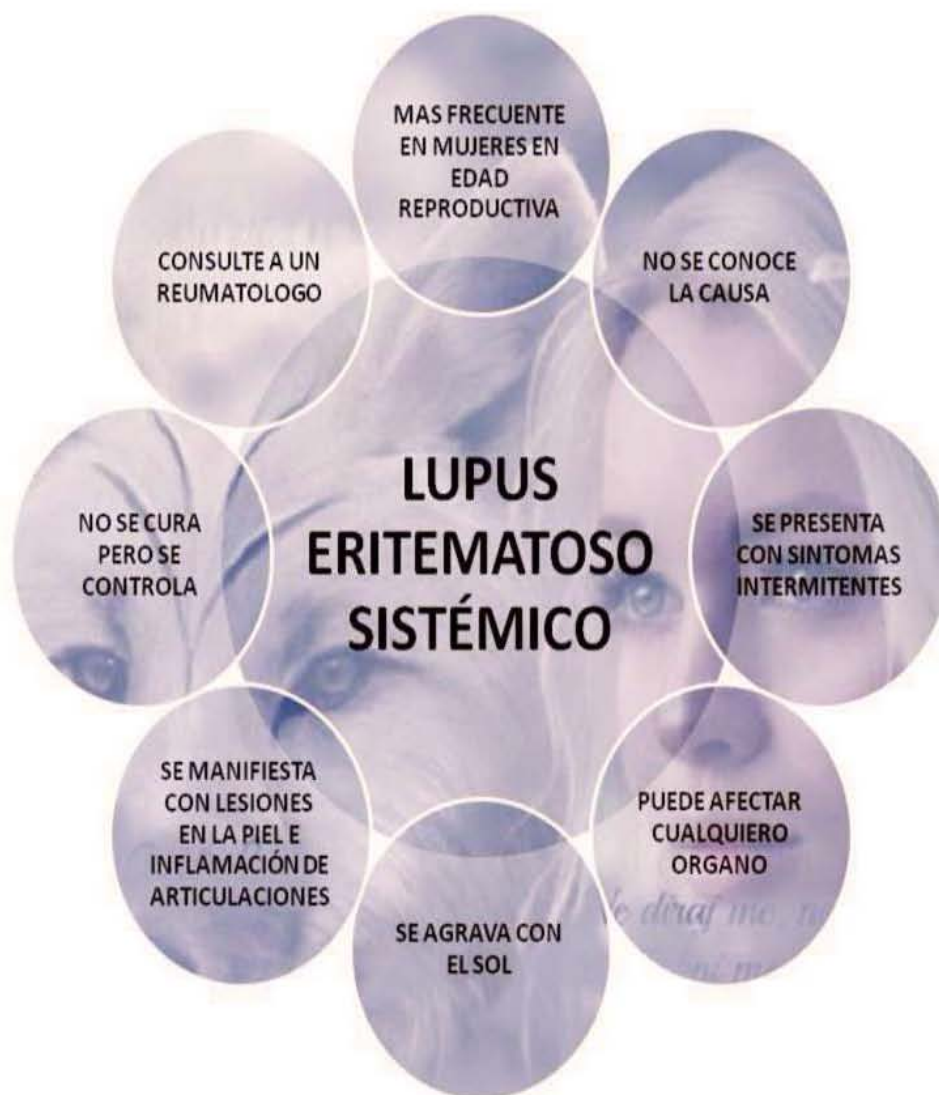 MAS FRECUENTE
EN MUJERES EN
EDAD
REPRODUCTIVA
NO SE CONOCE
LA CAUSA
SE PRESENTA
CON SINTOMAS
INTERMITENTES
PUEDE AFECTAR
CUALQUIERO
ORGANO
SE AGRAVA CON
EL SOL
SE MANIFIESTA
CON LESIONES
EN LA PIEL E
INFLAMACIÓN DE
ARTICULACIONES
NO SE CURA
PERO SE
CONTROLA
CONSULTE A UN
REUMATOLOGO
LUPUS
ERITEMATOSO
SISTÉMICO